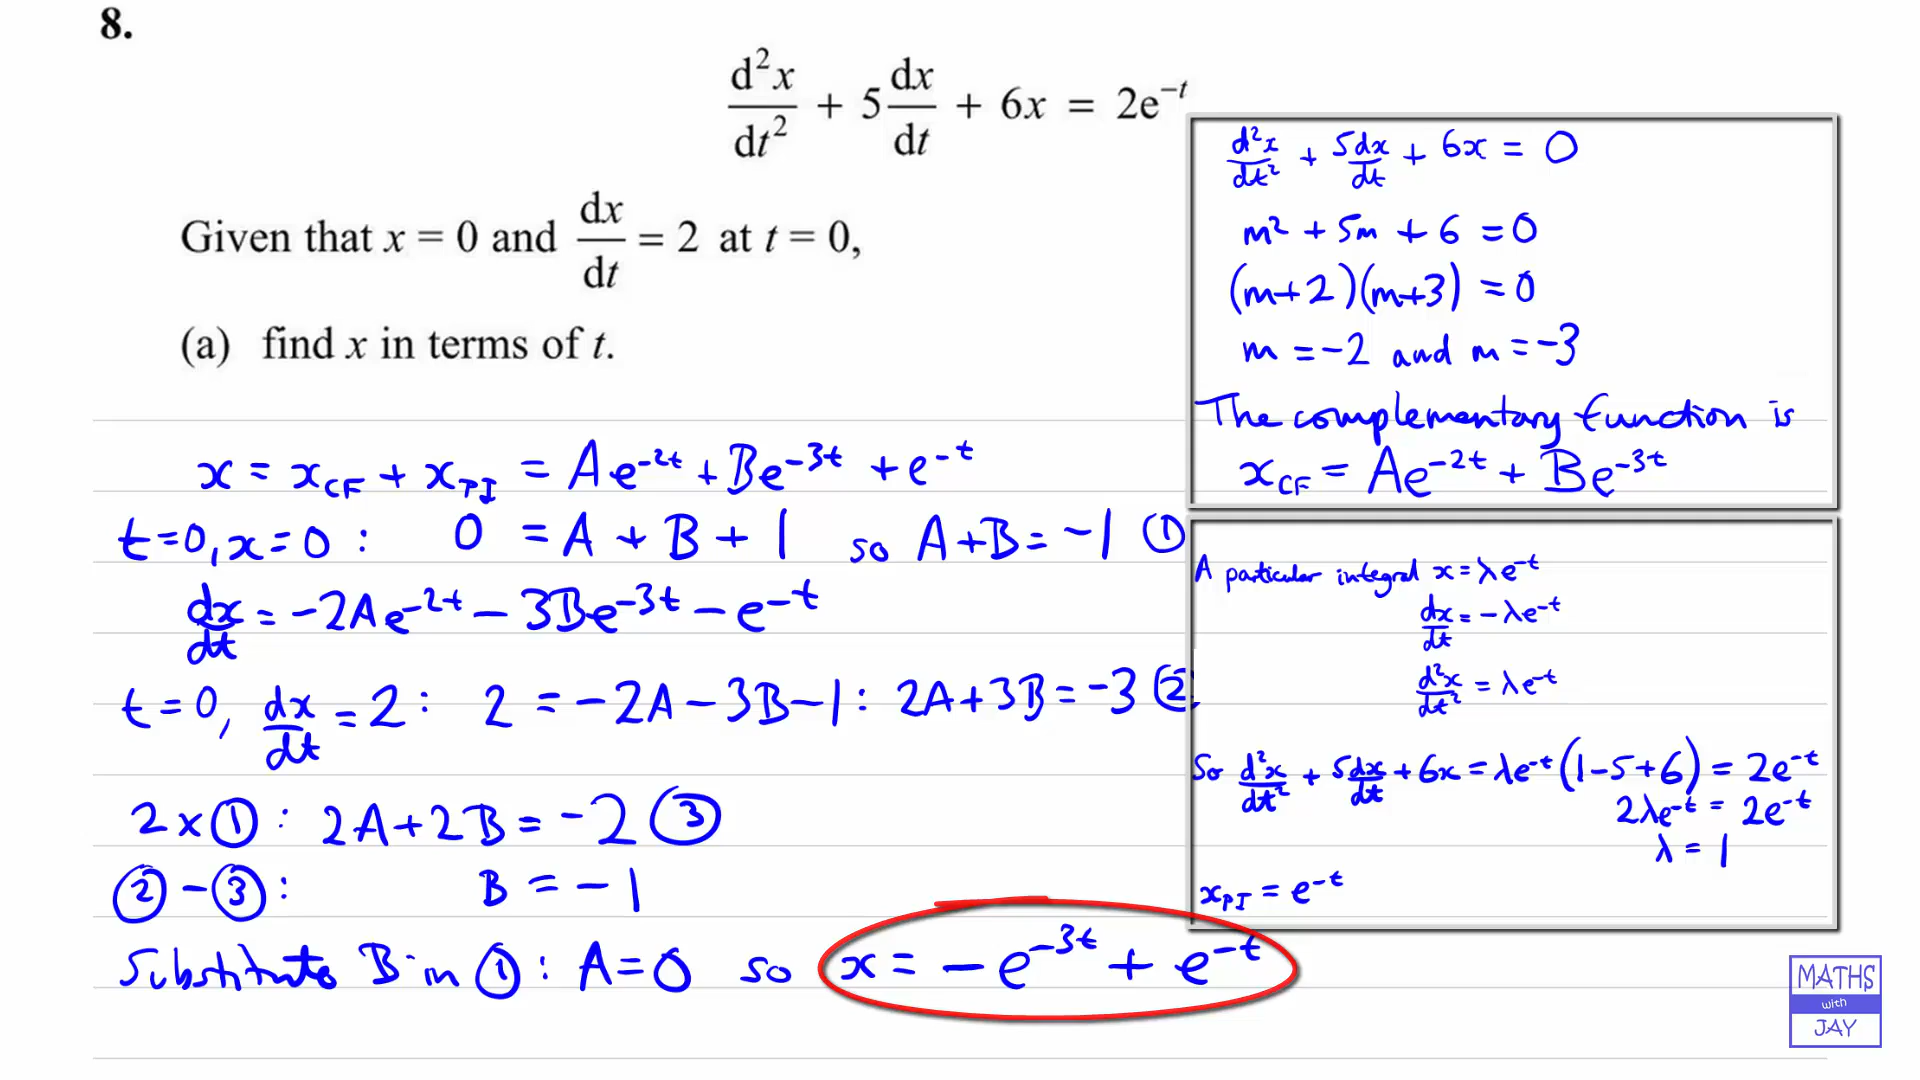 8.
d²x/dt² + 5 dx/dt + 6x = 2e⁻ᵗ
Given that x = 0 and dx/dt = 2 at t = 0,
(a) find x in terms of t.
x = x_CF + x_PI = Ae⁻²ᵗ + Be⁻³ᵗ + e⁻ᵗ
t=0, x=0 : 0 = A + B + 1 so A+B = -1 ①
dx/dt = -2Ae⁻²ᵗ - 3Be⁻³ᵗ - e⁻ᵗ
t=0, dx/dt = 2 : 2 = -2A - 3B - 1 : 2A+3B = -3 ②
2 x ① : 2A+2B = -2 ③
② - ③ : B = -1
Substitute B in ① : A=0 so x = -e⁻³ᵗ + e⁻ᵗ
d²x/dt² + 5dx/dt + 6x = 0
m² + 5m + 6 = 0
(m+2)(m+3) = 0
m = -2 and m = -3
The complementary function is
x_CF = Ae⁻²ᵗ + Be⁻³ᵗ
A particular integral x = λe⁻ᵗ
dx/dt = -λe⁻ᵗ
d²x/dt² = λe⁻ᵗ
So d²x/dt² + 5dx/dt + 6x = λe⁻ᵗ(1-5+6) = 2e⁻ᵗ
2λe⁻ᵗ = 2e⁻ᵗ
λ = 1
x_PI = e⁻ᵗ
MATHS
with
JAY